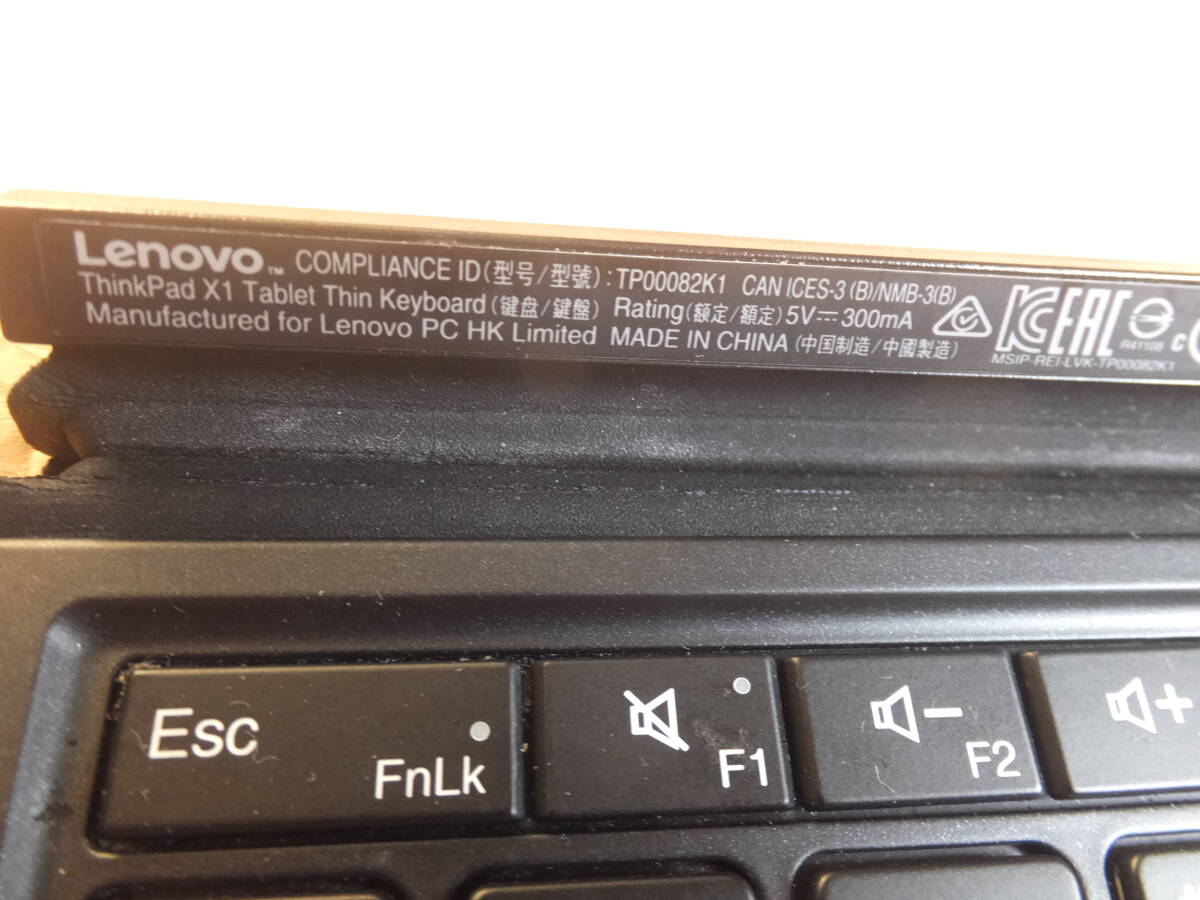 Lenovo™ COMPLIANCE ID(型号/型號): TP00082K1 CAN ICES-3 (B)/NMB-3(B)
ThinkPad X1 Tablet Thin Keyboard (键盘/鍵盤) Rating(额定/額定) 5V⎓300mA
Manufactured for Lenovo PC HK Limited MADE IN CHINA (中国制造/中國製造)
EAC
R41108
MSIP-REI-LVK-TP00082K1
Esc
FnLk
F1
F2